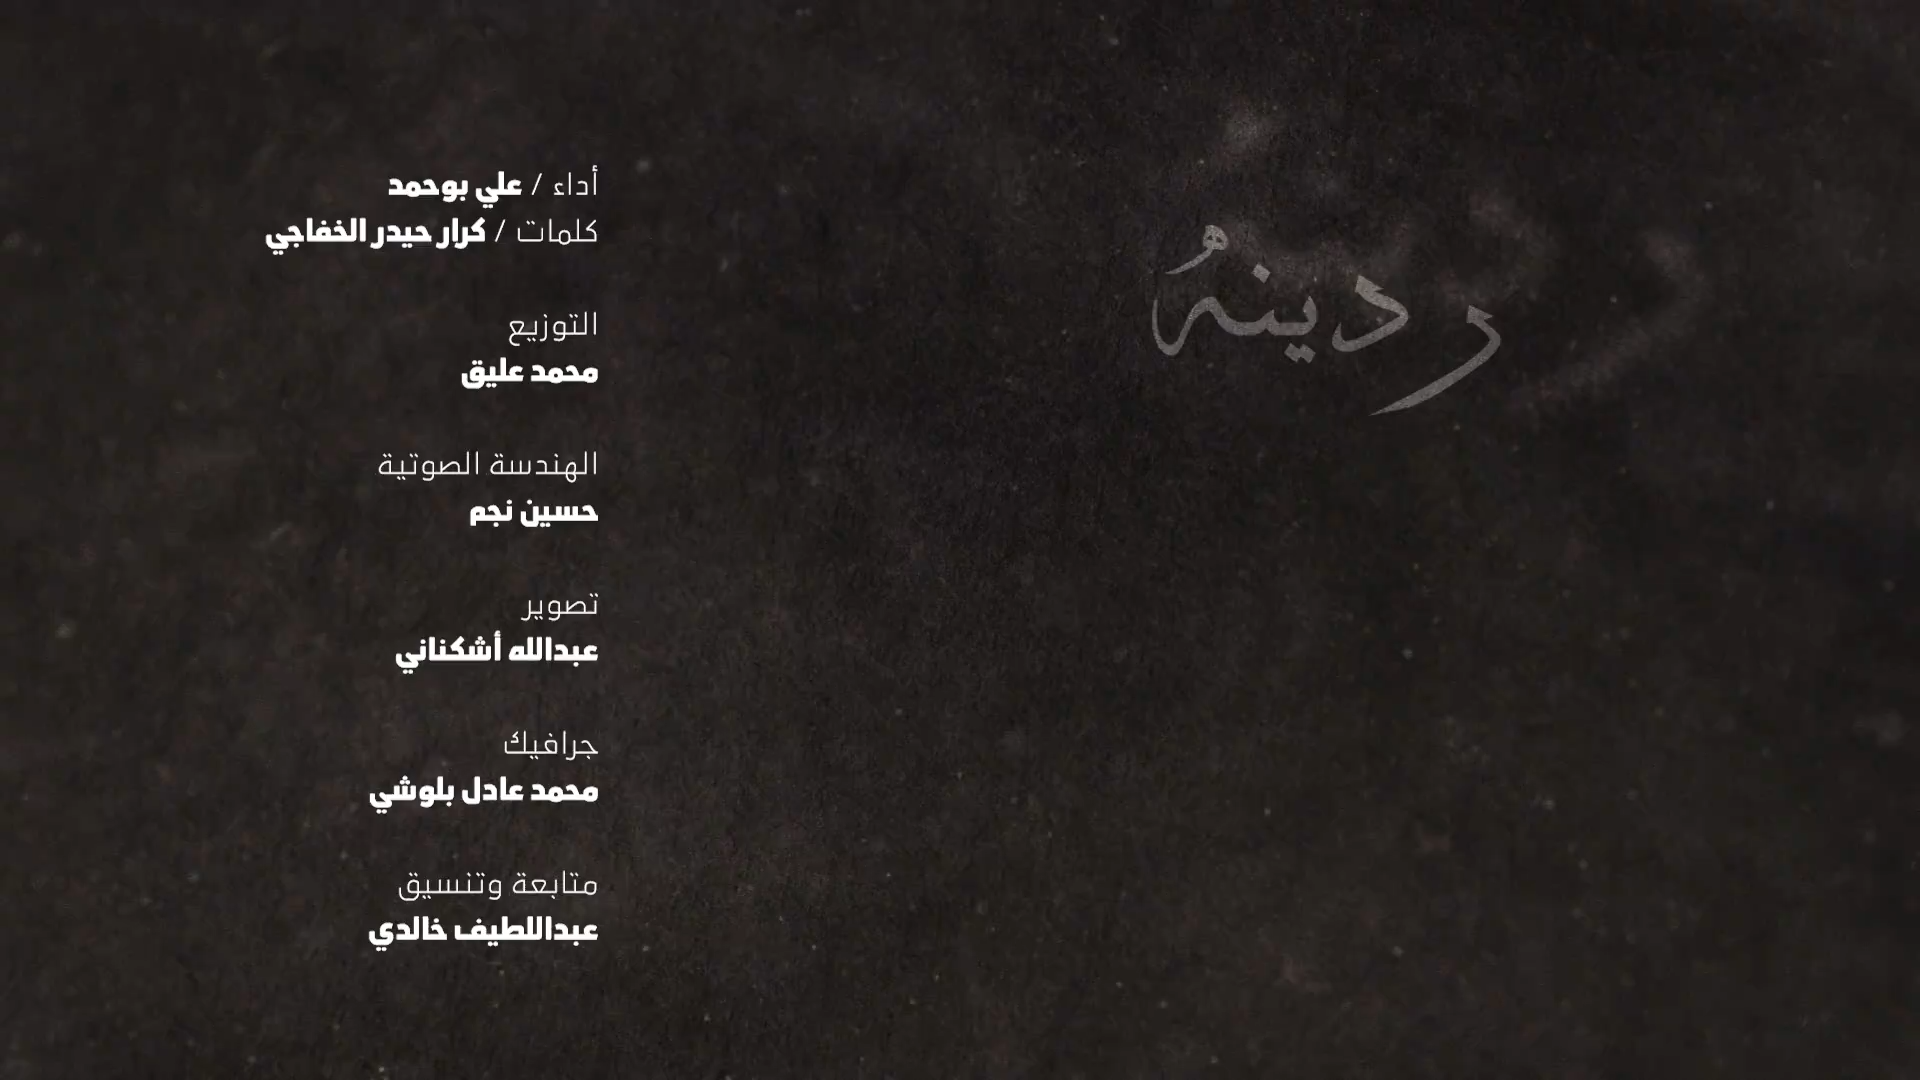 ردينه
أداء / علي بوحمد
كلمات / كرار حيدر الخفاجي
التوزيع
محمد عليق
الهندسة الصوتية
حسين نجم
تصوير
عبدالله أشكناني
جرافيك
محمد عادل بلوشي
متابعة وتنسيق
عبداللطيف خالدي